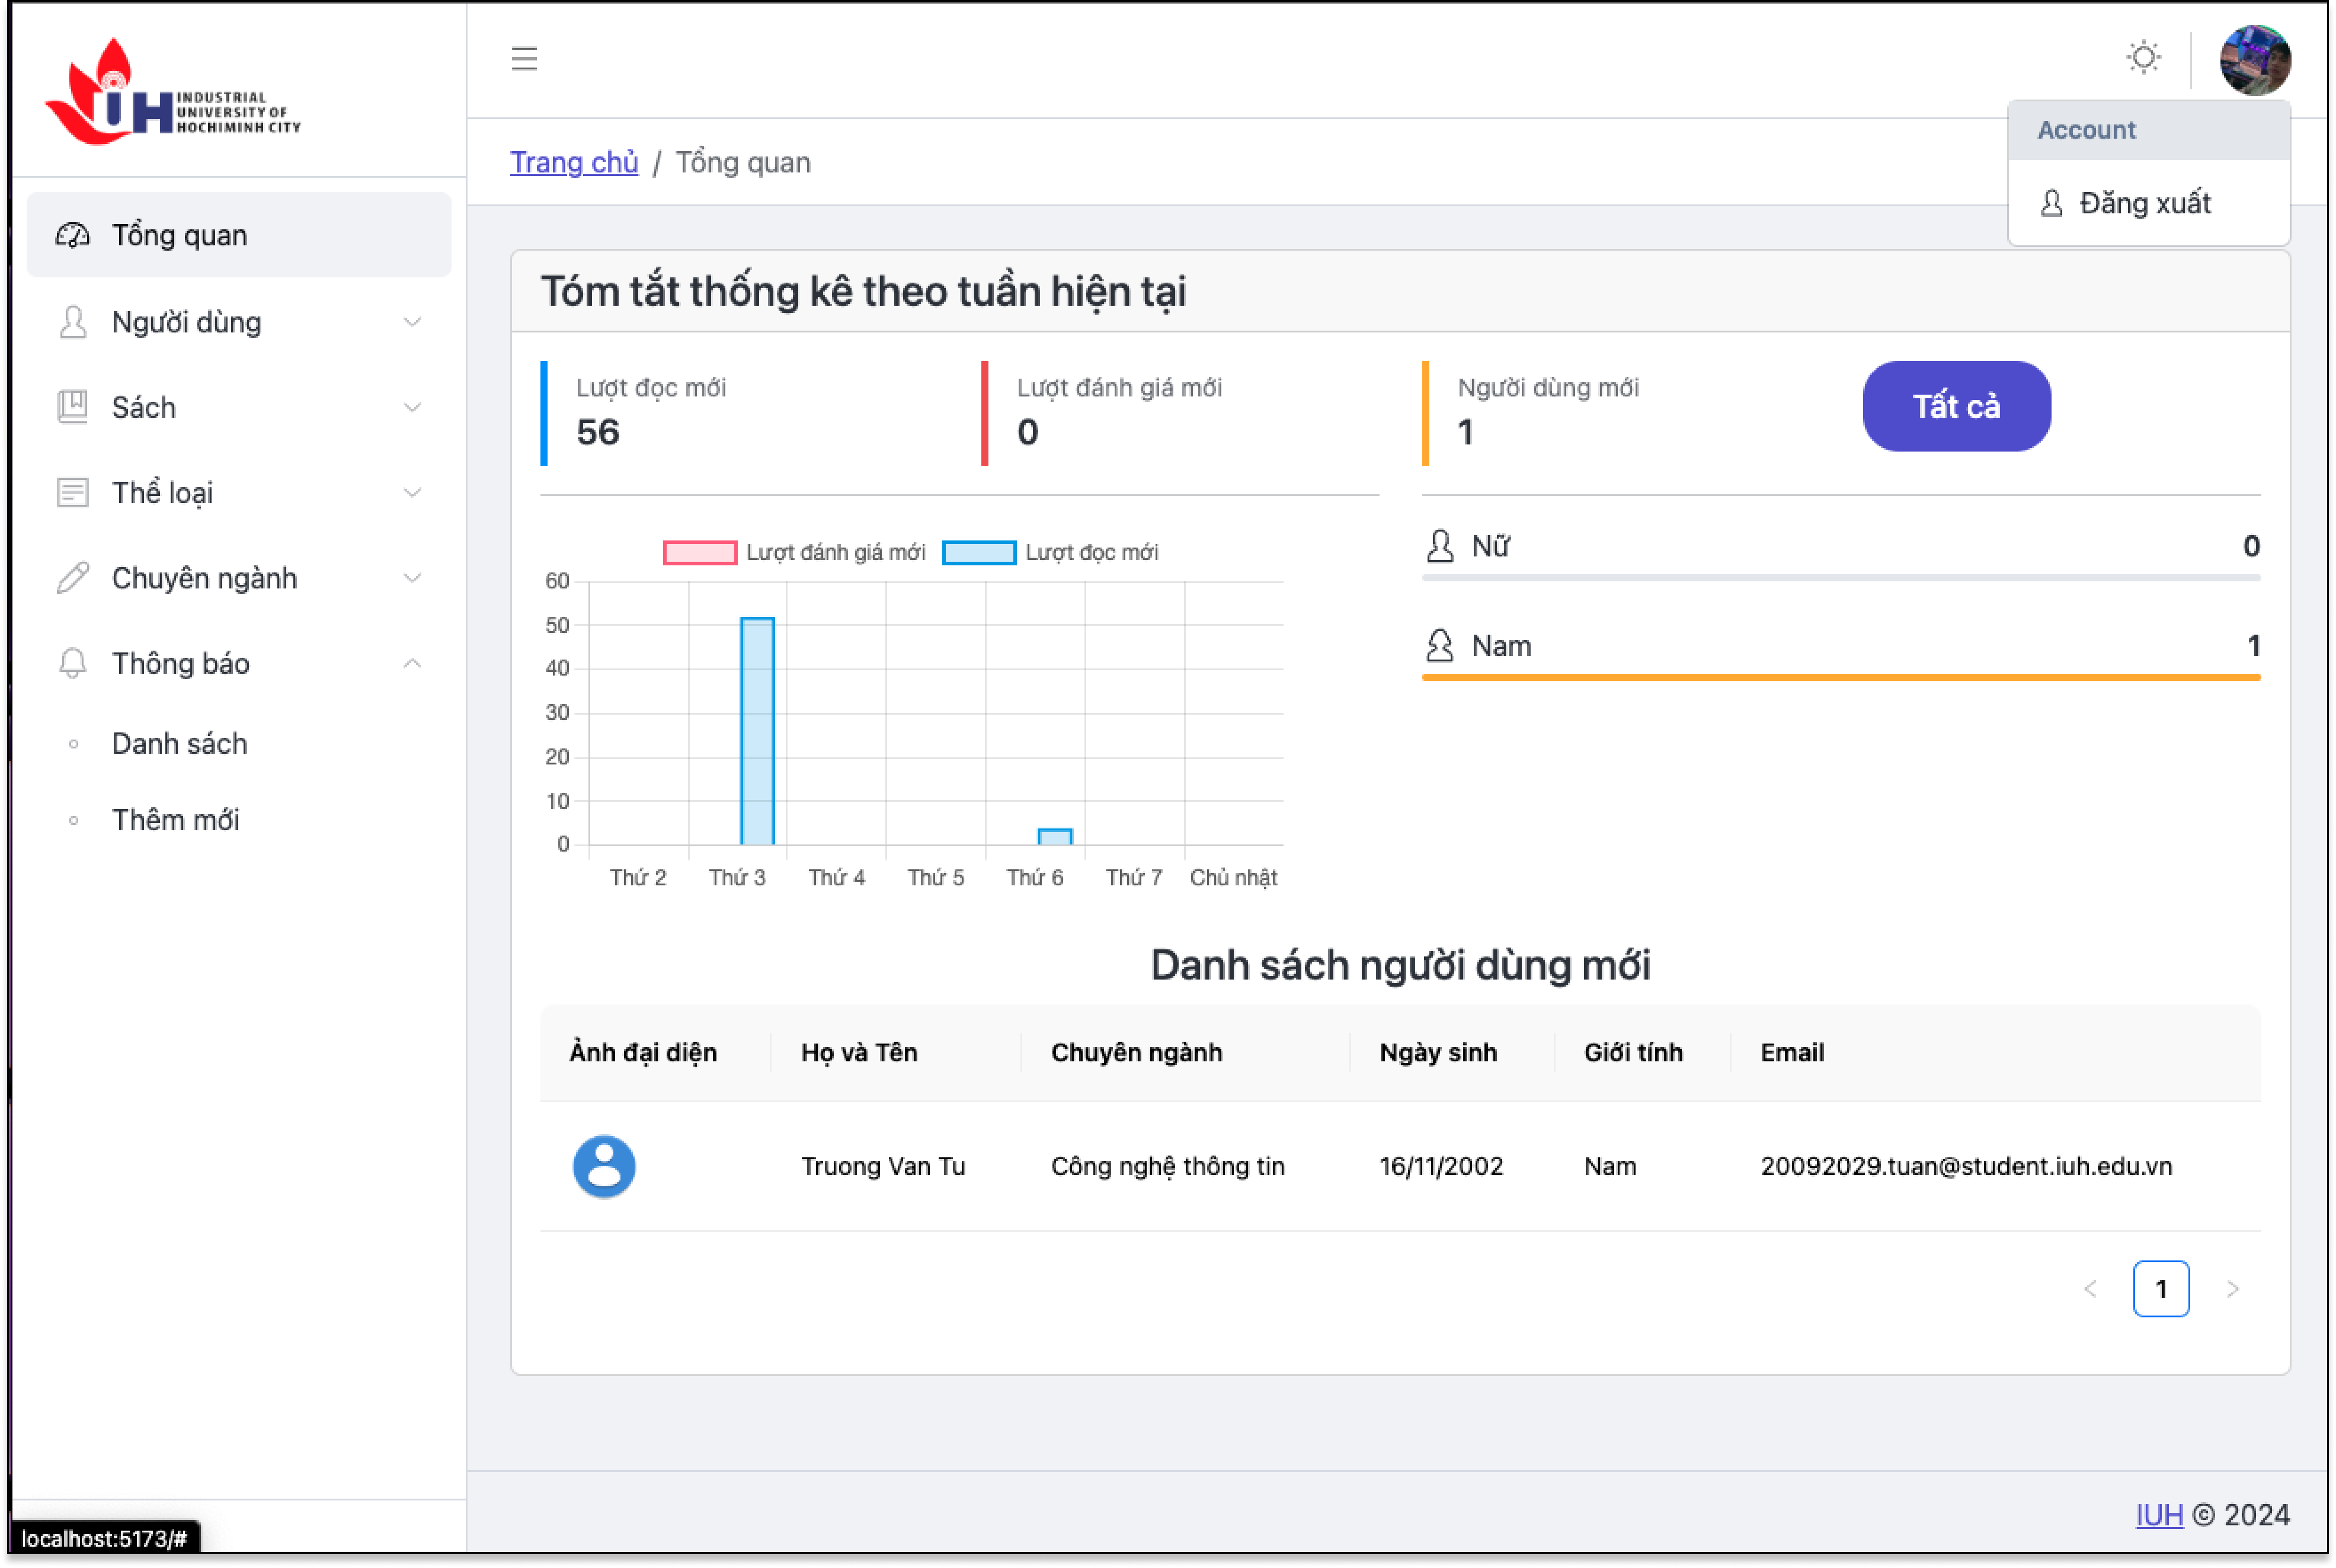 IUH INDUSTRIAL
UNIVERSITY OF
HOCHIMINH CITY
Tổng quan
Người dùng
Sách
Thể loại
Chuyên ngành
Thông báo
Danh sách
Thêm mới
localhost:5173/#
Trang chủ / Tổng quan
Account
Đăng xuất
Tóm tắt thống kê theo tuần hiện tại
Lượt đọc mới
56
Lượt đánh giá mới
0
Người dùng mới
1
Tất cả
Lượt đánh giá mới Lượt đọc mới
60
50
40
30
20
10
0
Thứ 2 Thứ 3 Thứ 4 Thứ 5 Thứ 6 Thứ 7 Chủ nhật
Nữ 0
Nam 1
Danh sách người dùng mới
Ảnh đại diện Họ và Tên Chuyên ngành Ngày sinh Giới tính Email
Truong Van Tu Công nghệ thông tin 16/11/2002 Nam 20092029.tuan@student.iuh.edu.vn
< 1 >
IUH © 2024